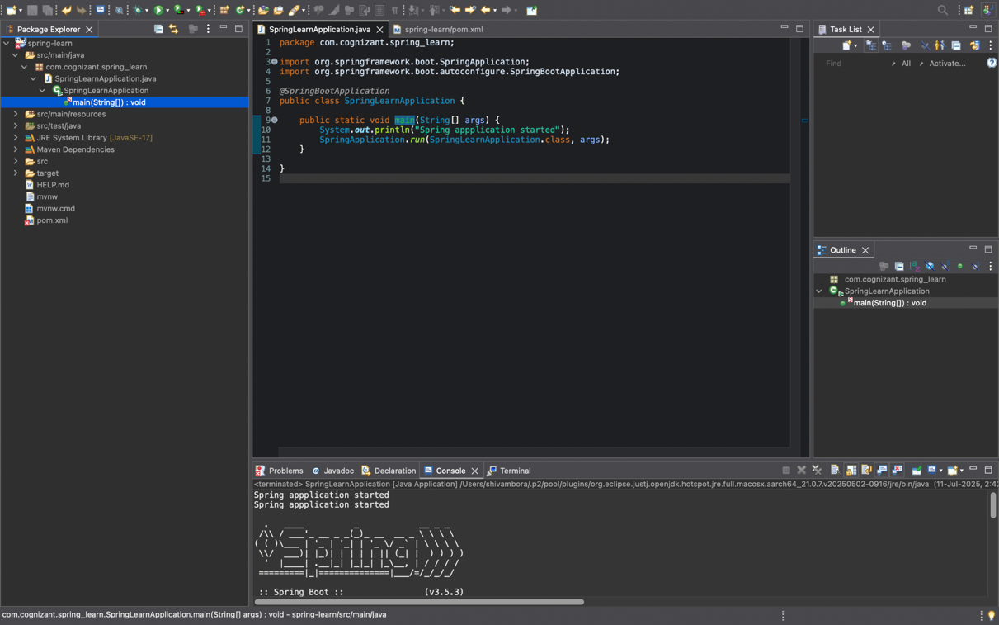 Package Explorer
spring-learn
src/main/java
com.cognizant.spring_learn
SpringLearnApplication.java
SpringLearnApplication
main(String[]) : void
src/main/resources
src/test/java
JRE System Library [JavaSE-17]
Maven Dependencies
src
target
HELP.md
mvnw
mvnw.cmd
pom.xml
SpringLearnApplication.java
spring-learn/pom.xml
1 package com.cognizant.spring_learn;
2
3 import org.springframework.boot.SpringApplication;
4 import org.springframework.boot.autoconfigure.SpringBootApplication;
5
6 @SpringBootApplication
7 public class SpringLearnApplication {
8
9 public static void main(String[] args) {
10 System.out.println("Spring appplication started");
11 SpringApplication.run(SpringLearnApplication.class, args);
12 }
13
14 }
15
Task List
Find All Activate...
Outline
com.cognizant.spring_learn
SpringLearnApplication
main(String[]) : void
Problems Javadoc Declaration Console Terminal
<terminated> SpringLearnApplication [Java Application] /Users/shivambora/.p2/pool/plugins/org.eclipse.justj.openjdk.hotspot.jre.full.macosx.aarch64_21.0.7.v20250502-0916/jre/bin/java (11-Jul-2025, 2:42
Spring appplication started
Spring appplication started
  .   ____          _            __ _ _
 /\\ / ___'_ __ _ _(_)_ __  __ _ \ \ \ \
( ( )\___ | '_ | '_| | '_ \/ _` | \ \ \ \
 \\/  ___)| |_)| | | | | || (_| |  ) ) ) )
  '  |____| .__|_| |_|_| |_\__, | / / / /
 =========|_|==============|___/=/_/_/_/
:: Spring Boot :: (v3.5.3)
com.cognizant.spring_learn.SpringLearnApplication.main(String[] args) : void - spring-learn/src/main/java